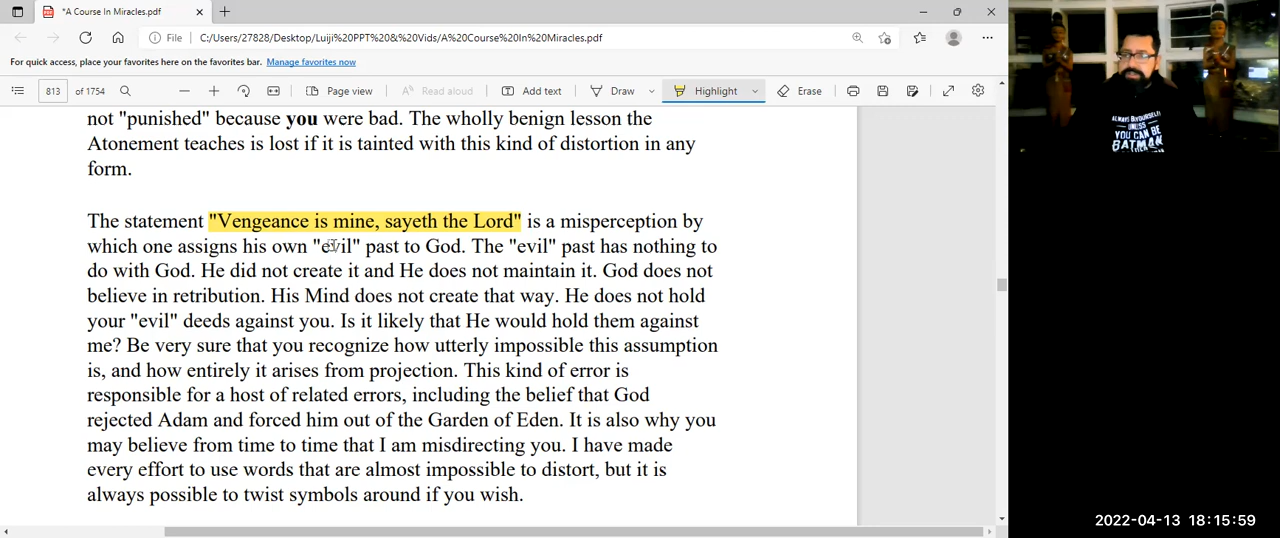 *A Course In Miracles.pdf
File C:/Users/27828/Desktop/Luiji%20PPT%20&%20Vids/A%20Course%20In%20Miracles.pdf
For quick access, place your favorites here on the favorites bar. Manage favorites now
813 of 1754 Page view Read aloud Add text Draw Highlight Erase
not "punished" because you were bad. The wholly benign lesson the
Atonement teaches is lost if it is tainted with this kind of distortion in any
form.
The statement "Vengeance is mine, sayeth the Lord" is a misperception by
which one assigns his own "evil" past to God. The "evil" past has nothing to
do with God. He did not create it and He does not maintain it. God does not
believe in retribution. His Mind does not create that way. He does not hold
your "evil" deeds against you. Is it likely that He would hold them against
me? Be very sure that you recognize how utterly impossible this assumption
is, and how entirely it arises from projection. This kind of error is
responsible for a host of related errors, including the belief that God
rejected Adam and forced him out of the Garden of Eden. It is also why you
may believe from time to time that I am misdirecting you. I have made
every effort to use words that are almost impossible to distort, but it is
always possible to twist symbols around if you wish.
ALWAYS BE YOURSELF
UNLESS
YOU CAN BE
BATMAN
2022-04-13 18:15:59